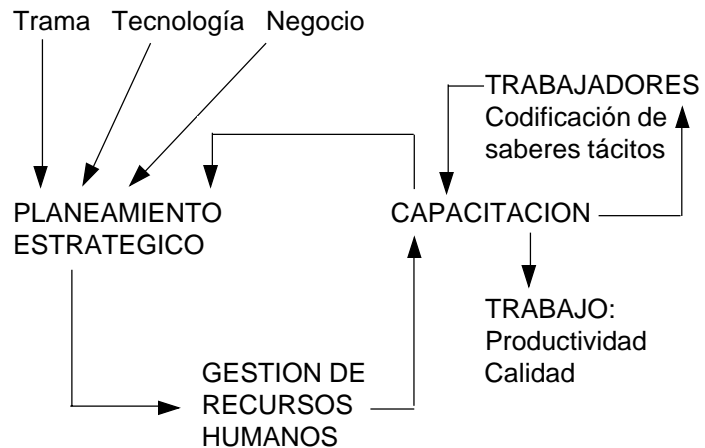 Trama Tecnología Negocio
TRABAJADORES
Codificación de
saberes tácitos
PLANEAMIENTO
ESTRATEGICO
CAPACITACION
TRABAJO:
Productividad
Calidad
GESTION DE
RECURSOS
HUMANOS